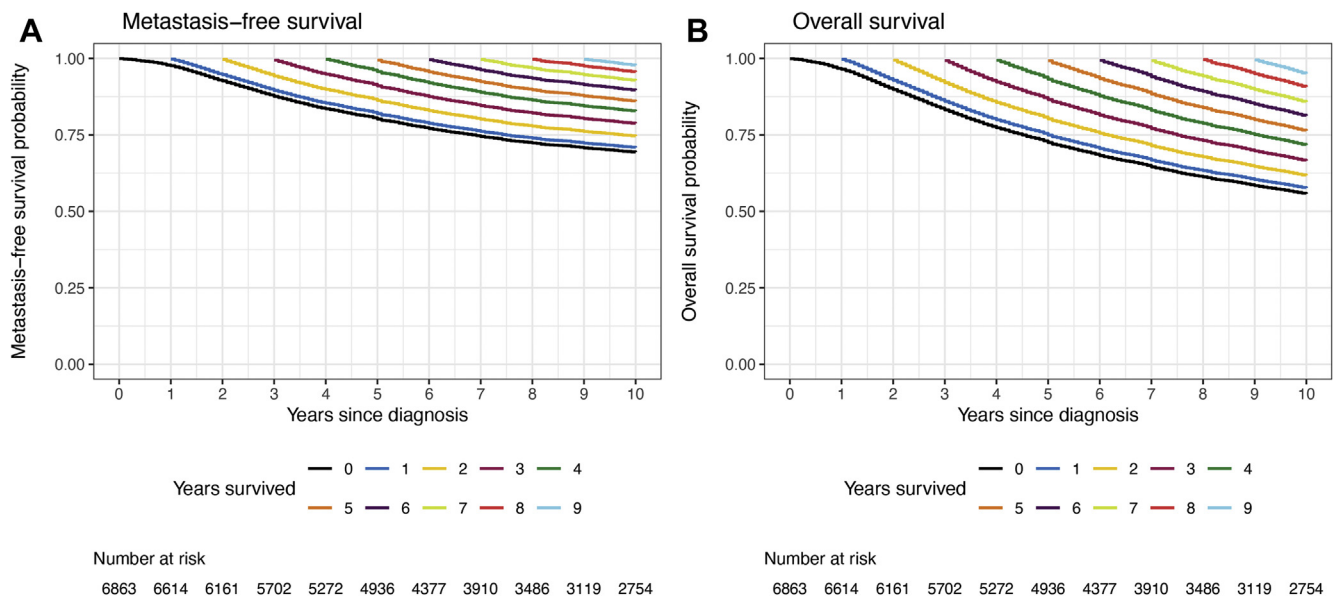 A Metastasis−free survival
Metastasis−free survival probability
1.00
0.75
0.50
0.25
0.00
0 1 2 3 4 5 6 7 8 9 10
Years since diagnosis
Years survived
0 1 2 3 4
5 6 7 8 9
Number at risk
6863 6614 6161 5702 5272 4936 4377 3910 3486 3119 2754
B Overall survival
Overall survival probability
1.00
0.75
0.50
0.25
0.00
0 1 2 3 4 5 6 7 8 9 10
Years since diagnosis
Years survived
0 1 2 3 4
5 6 7 8 9
Number at risk
6863 6614 6161 5702 5272 4936 4377 3910 3486 3119 2754